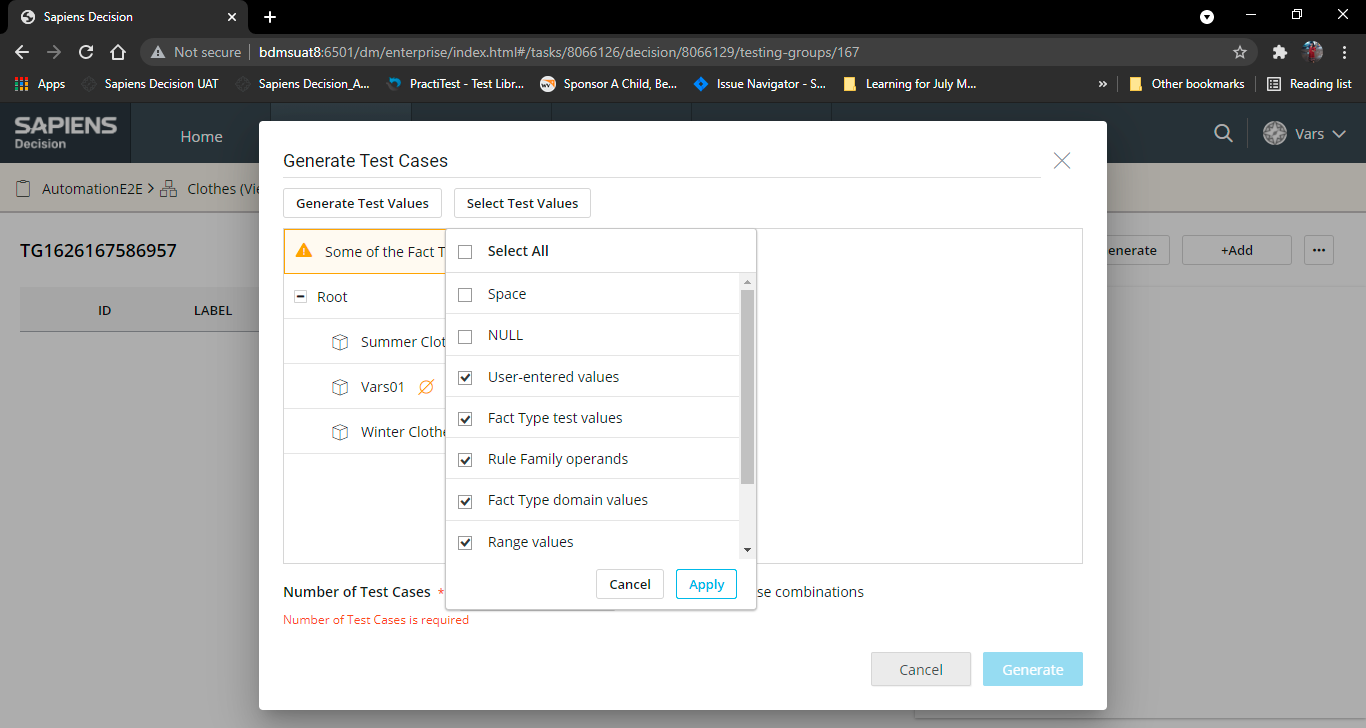 Sapiens Decision
Not secure
bdmsuat8:6501/dm/enterprise/index.html#/tasks/8066126/decision/8066129/testing-groups/167
Apps
Sapiens Decision UAT
Sapiens Decision_A...
PractiTest - Test Libr...
Sponsor A Child, Be...
Issue Navigator - S...
Learning for July M...
»
Other bookmarks
Reading list
SAPIENS
Decision
Home
Vars
AutomationE2E
Clothes (Vie
TG1626167586957
enerate
+Add
ID
LABEL
Generate Test Cases
Generate Test Values
Select Test Values
Some of the Fact T
Root
Summer Clot
Vars01
Winter Clothe
Select All
Space
NULL
User-entered values
Fact Type test values
Rule Family operands
Fact Type domain values
Range values
Cancel
Apply
Number of Test Cases *
se combinations
Number of Test Cases is required
Cancel
Generate